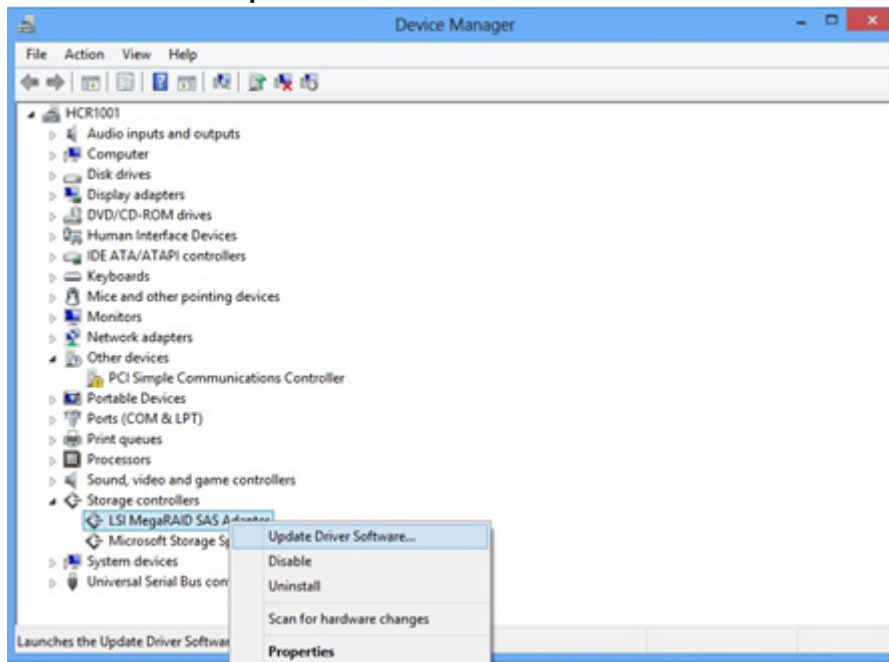 Device Manager
File Action View Help
HCR1001
Audio inputs and outputs
Computer
Disk drives
Display adapters
DVD/CD-ROM drives
Human Interface Devices
IDE ATA/ATAPI controllers
Keyboards
Mice and other pointing devices
Monitors
Network adapters
Other devices
PCI Simple Communications Controller
Portable Devices
Ports (COM & LPT)
Print queues
Processors
Sound, video and game controllers
Storage controllers
LSI MegaRAID SAS Adapter
Microsoft Storage Sp
System devices
Universal Serial Bus con
Update Driver Software...
Disable
Uninstall
Scan for hardware changes
Properties
Launches the Update Driver Softwar